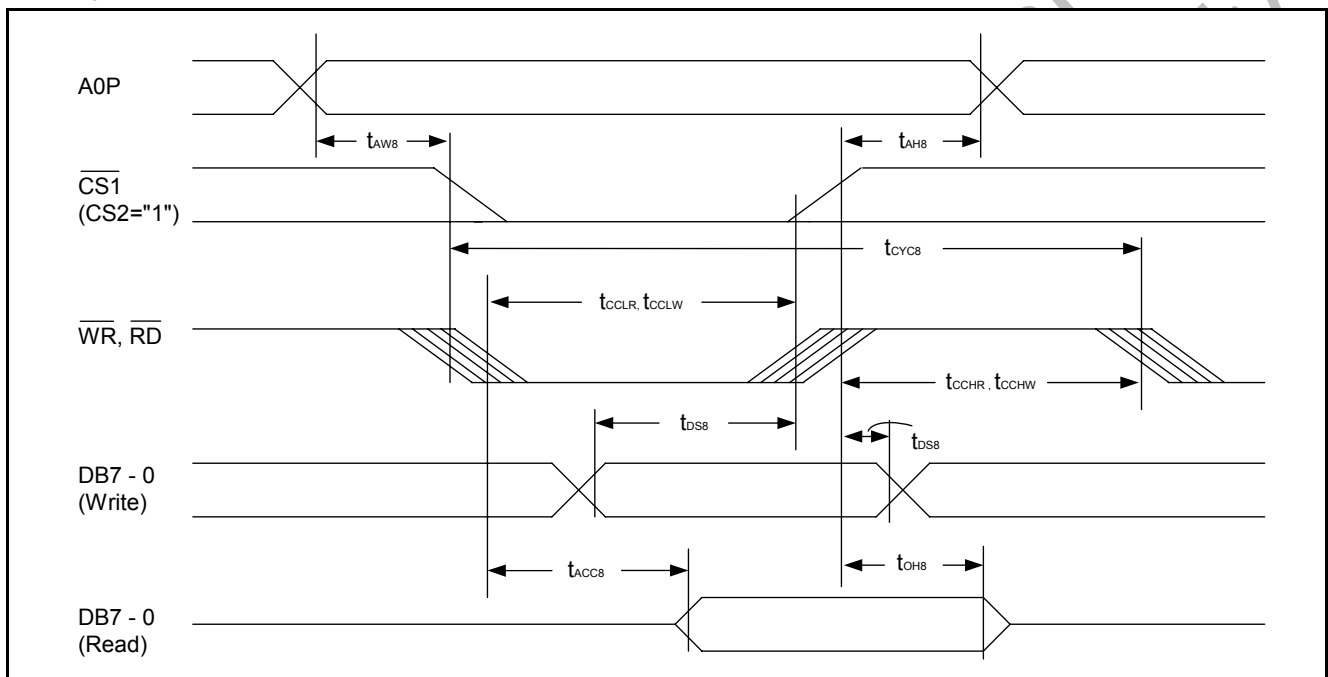 A0P
tAW8
tAH8
CS1
(CS2="1")
tCYC8
tCCLR, tCCLW
WR, RD
tCCHR , tCCHW
tDS8
tDS8
DB7 - 0
(Write)
tACC8
tOH8
DB7 - 0
(Read)